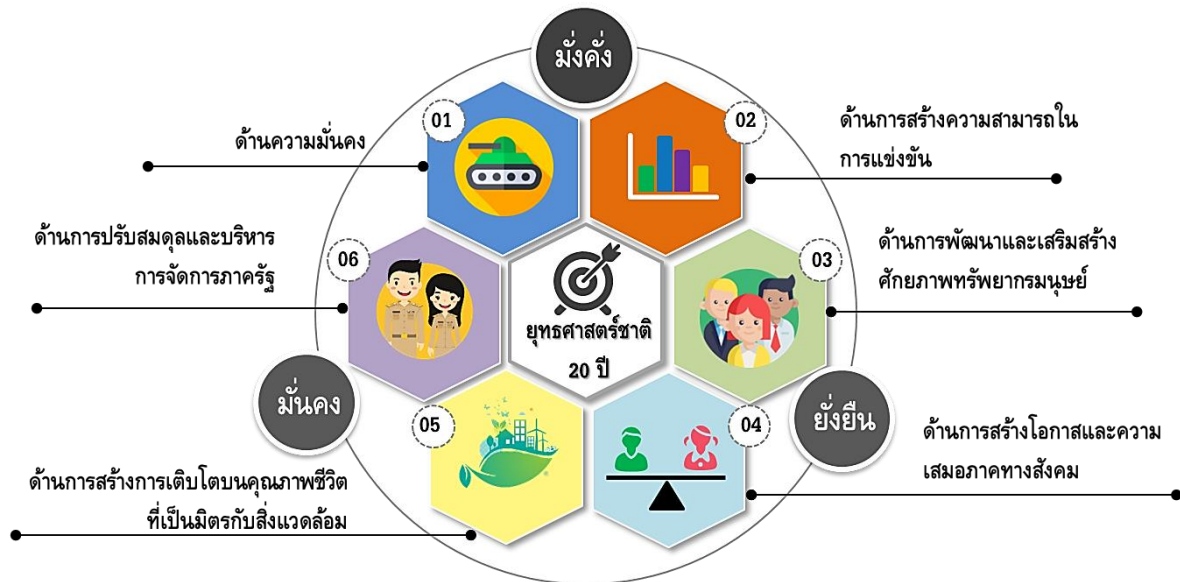 มั่งคั่ง
01
ด้านความมั่นคง
02
ด้านการสร้างความสามารถใน
การแข่งขัน
ด้านการปรับสมดุลและบริหาร
การจัดการภาครัฐ
06
ยุทธศาสตร์ชาติ
20 ปี
03
ด้านการพัฒนาและเสริมสร้าง
ศักยภาพทรัพยากรมนุษย์
มั่นคง
ยั่งยืน
05
ด้านการสร้างการเติบโตบนคุณภาพชีวิต
ที่เป็นมิตรกับสิ่งแวดล้อม
04
ด้านการสร้างโอกาสและความ
เสมอภาคทางสังคม